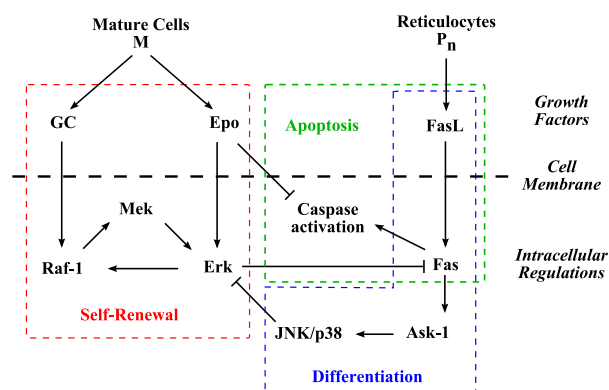 Mature Cells
M
Reticulocytes
Pn
GC
Epo
Apoptosis
FasL
Growth
Factors
Cell
Membrane
Mek
Caspase
activation
Raf-1
Erk
Fas
Intracellular
Regulations
Self-Renewal
JNK/p38
Ask-1
Differentiation